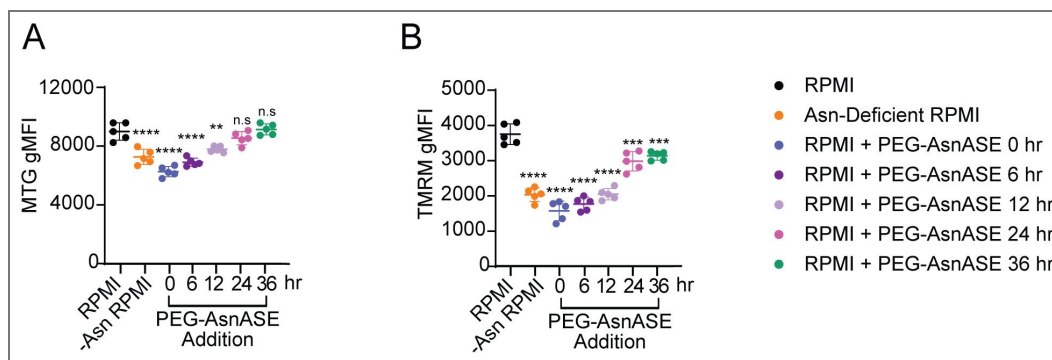 A
MTG gMFI
12000
8000
4000
0
****
****
****
**
n.s
n.s
RPMI
-Asn RPMI
0 6 12 24 36 hr
PEG-AsnASE
Addition
B
TMRM gMFI
5000
4000
3000
2000
1000
0
****
****
****
****
***
***
RPMI
-Asn RPMI
0 6 12 24 36 hr
PEG-AsnASE
Addition
RPMI
Asn-Deficient RPMI
RPMI + PEG-AsnASE 0 hr
RPMI + PEG-AsnASE 6 hr
RPMI + PEG-AsnASE 12 hr
RPMI + PEG-AsnASE 24 hr
RPMI + PEG-AsnASE 36 hr